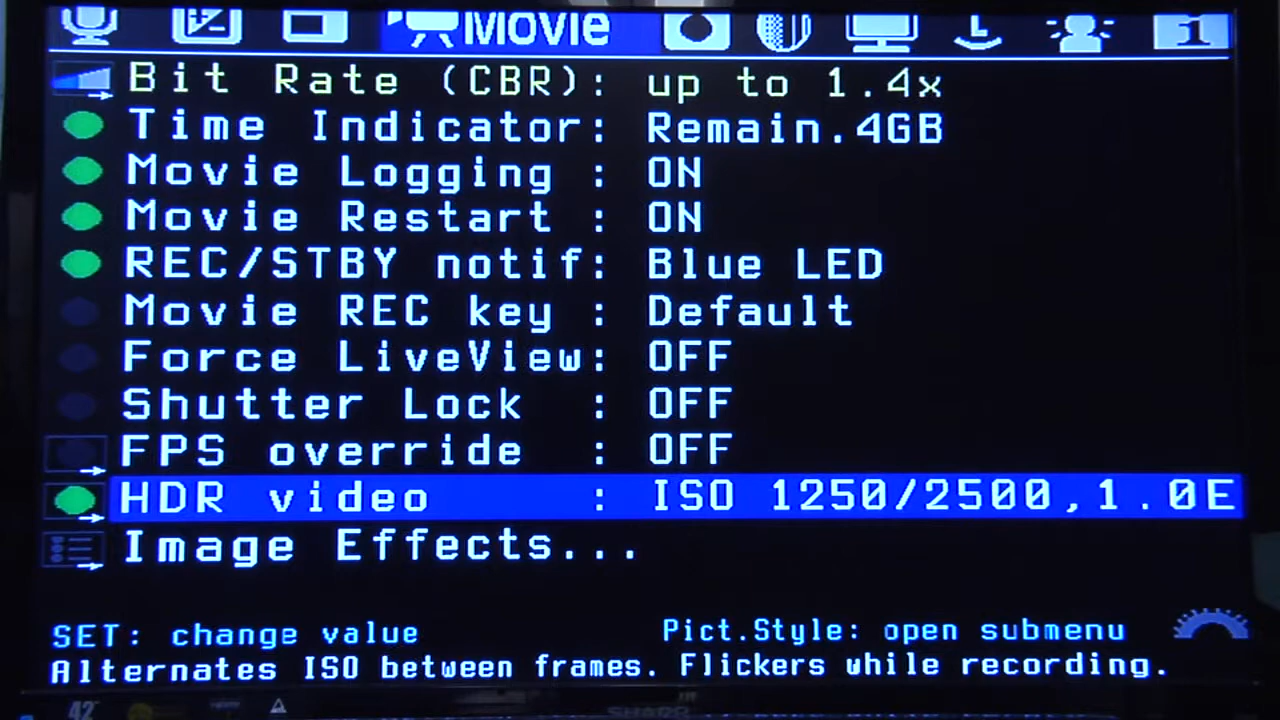 Movie 1
Bit Rate (CBR): up to 1.4x
Time Indicator: Remain.4GB
Movie Logging : ON
Movie Restart : ON
REC/STBY notif: Blue LED
Movie REC key : Default
Force LiveView: OFF
Shutter Lock : OFF
FPS override : OFF
HDR video : ISO 1250/2500,1.0E
Image Effects...
SET: change value Pict.Style: open submenu
Alternates ISO between frames. Flickers while recording.
42" SHARP